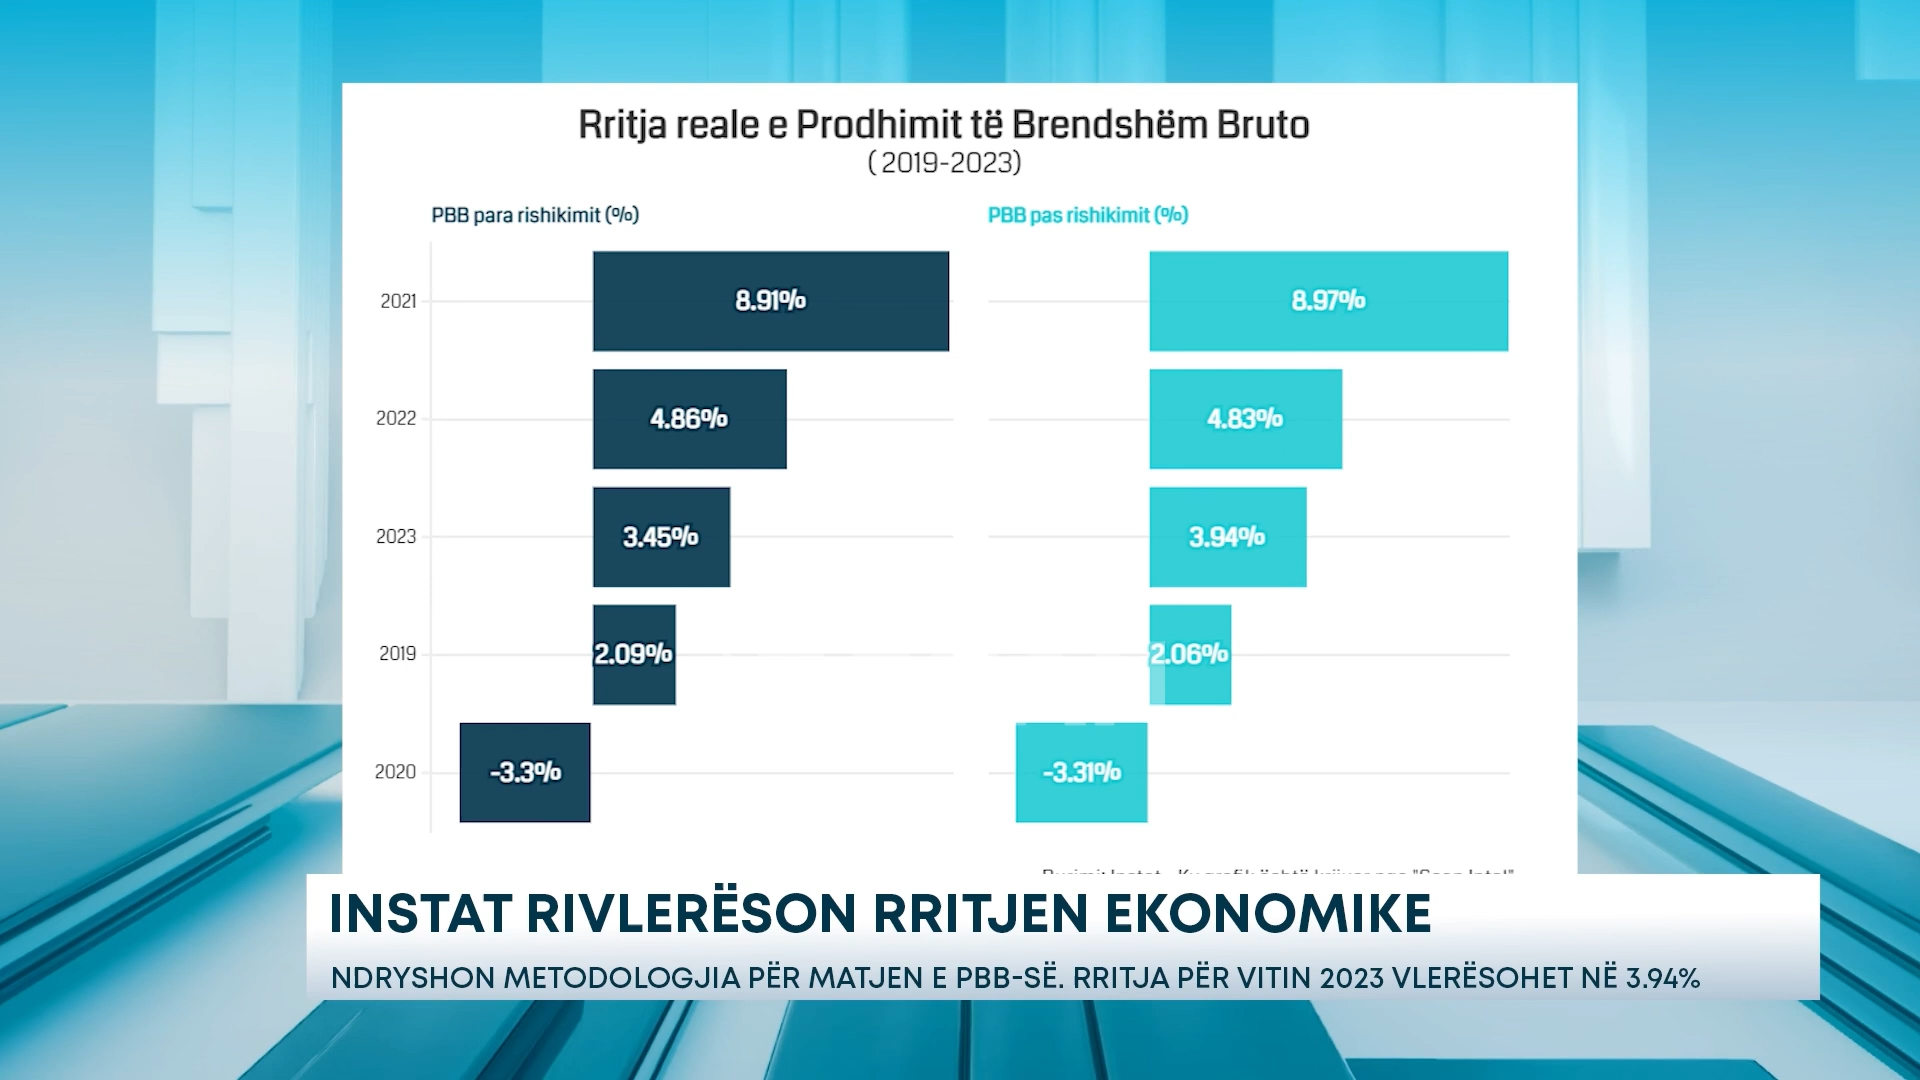 Rritja reale e Prodhimit të Brendshëm Bruto
(2019-2023)
PBB para rishikimit (%)
PBB pas rishikimit (%)
2021 8.91% 8.97%
2022 4.86% 4.83%
2023 3.45% 3.94%
2019 2.09% 2.06%
2020 -3.3% -3.31%
INSTAT RIVLERËSON RRITJEN EKONOMIKE
NDRYSHON METODOLOGJIA PËR MATJEN E PBB-SË. RRITJA PËR VITIN 2023 VLERËSOHET NË 3.94%